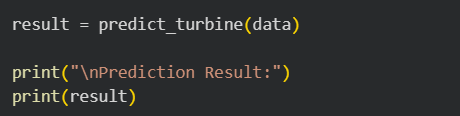 result = predict_turbine(data)
print("\nPrediction Result:")
print(result)